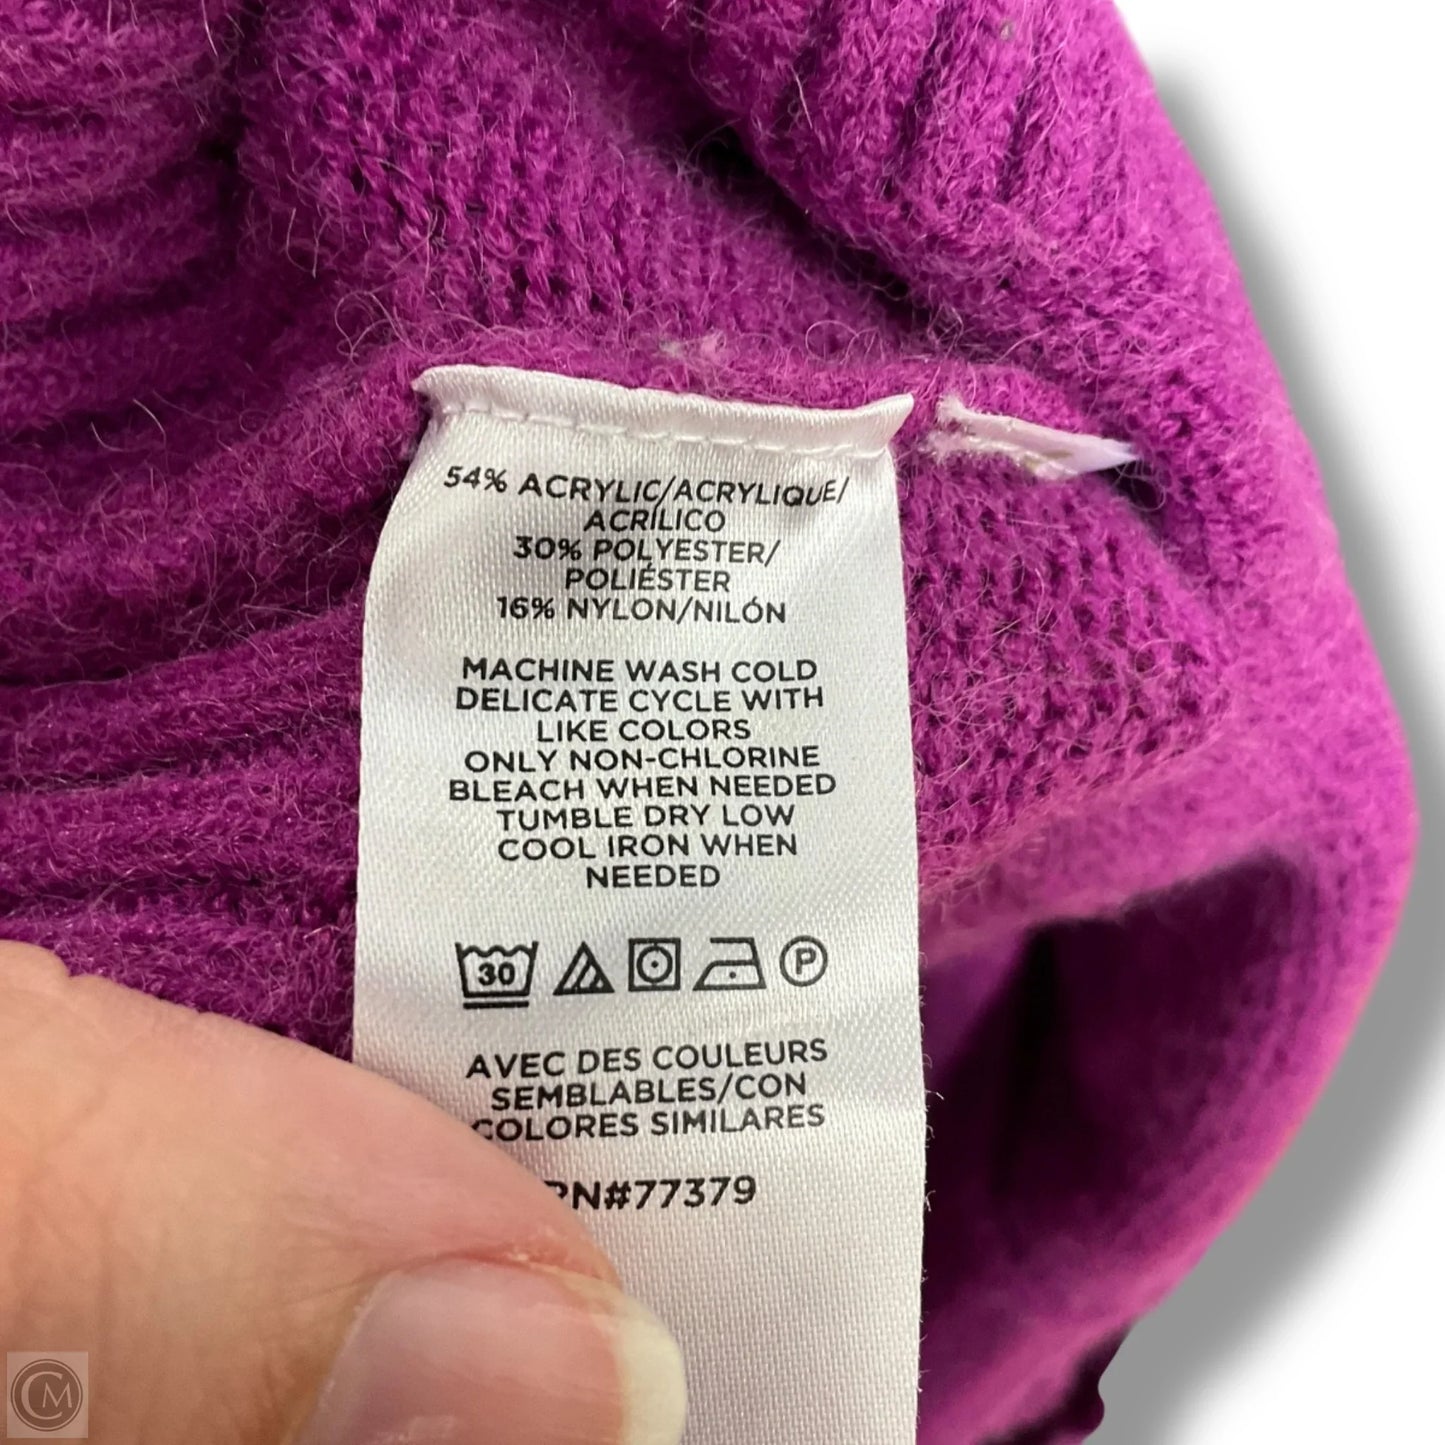 54% ACRYLIC/ACRYLIQUE/
ACRÍLICO
30% POLYESTER/
POLIÉSTER
16% NYLON/NILÓN
MACHINE WASH COLD
DELICATE CYCLE WITH
LIKE COLORS
ONLY NON-CHLORINE
BLEACH WHEN NEEDED
TUMBLE DRY LOW
COOL IRON WHEN
NEEDED
30 P
AVEC DES COULEURS
SEMBLABLES/CON
COLORES SIMILARES
RN#77379
CM